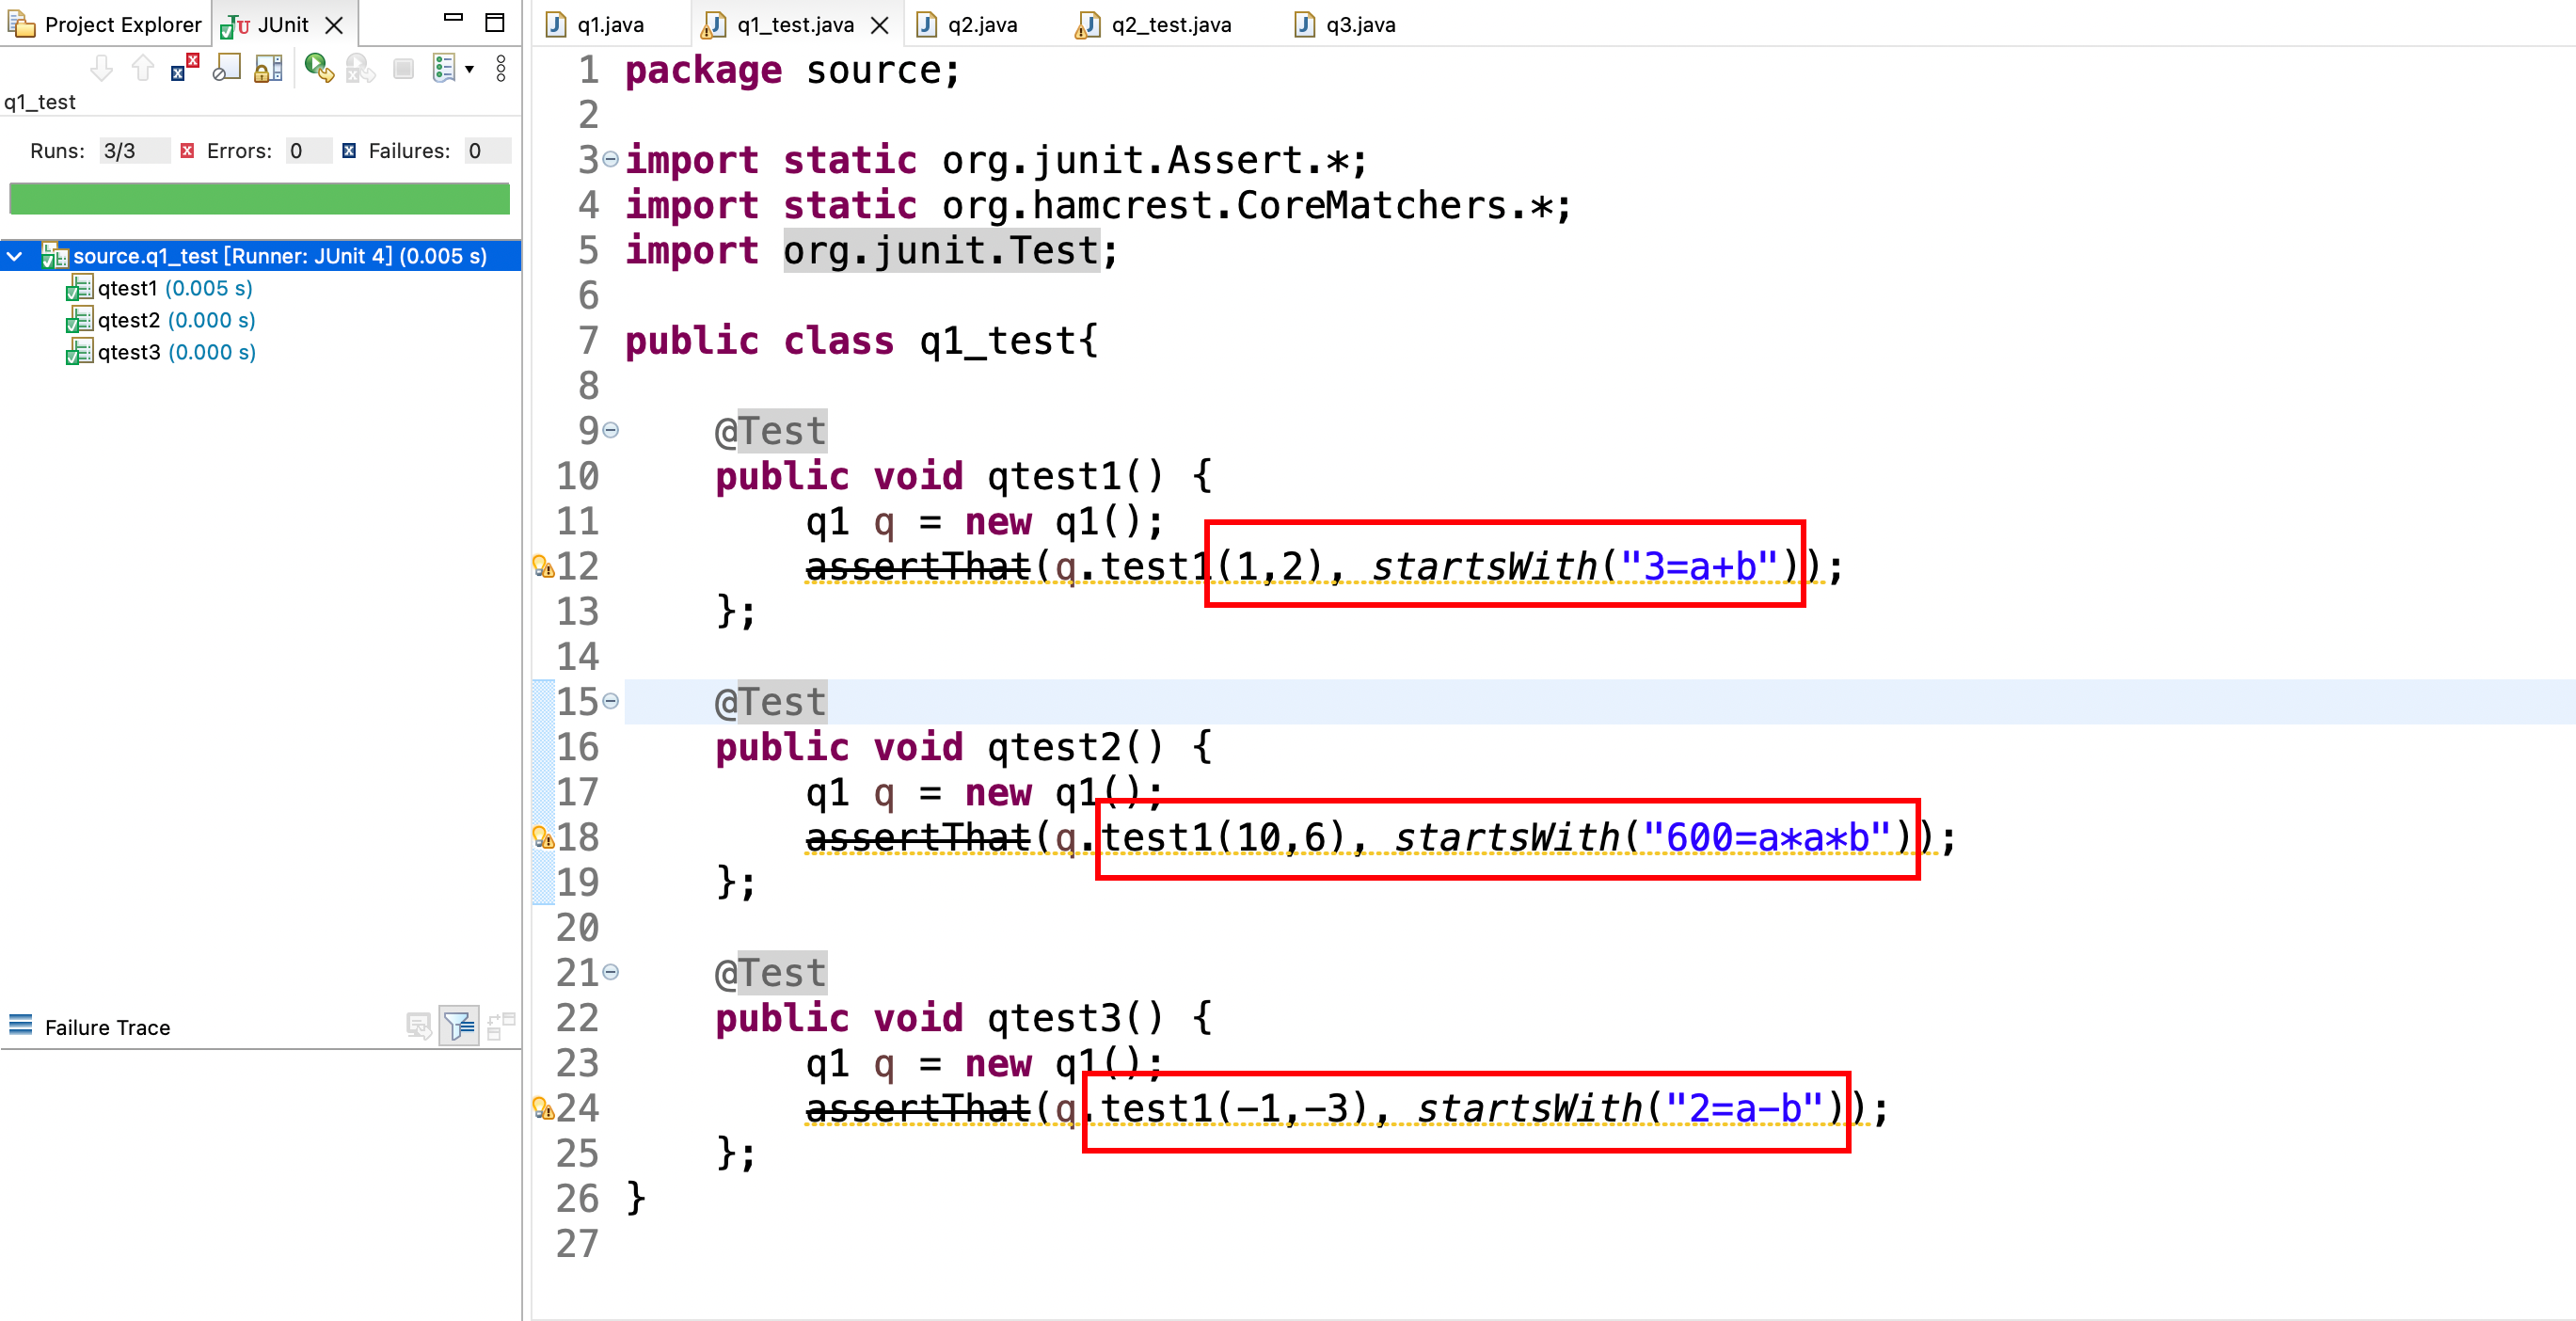 Project Explorer
JUnit
q1_test
Runs: 3/3 Errors: 0 Failures: 0
source.q1_test [Runner: JUnit 4] (0.005 s)
qtest1 (0.005 s)
qtest2 (0.000 s)
qtest3 (0.000 s)
Failure Trace
q1.java q1_test.java q2.java q2_test.java q3.java
1 package source;
2
3 import static org.junit.Assert.*;
4 import static org.hamcrest.CoreMatchers.*;
5 import org.junit.Test;
6
7 public class q1_test{
8
9 @Test
10 public void qtest1() {
11 q1 q = new q1();
12 assertThat(q.test1(1,2), startsWith("3=a+b"));
13 };
14
15 @Test
16 public void qtest2() {
17 q1 q = new q1();
18 assertThat(q.test1(10,6), startsWith("600=a*a*b"));
19 };
20
21 @Test
22 public void qtest3() {
23 q1 q = new q1();
24 assertThat(q.test1(-1,-3), startsWith("2=a-b"));
25 };
26 }
27